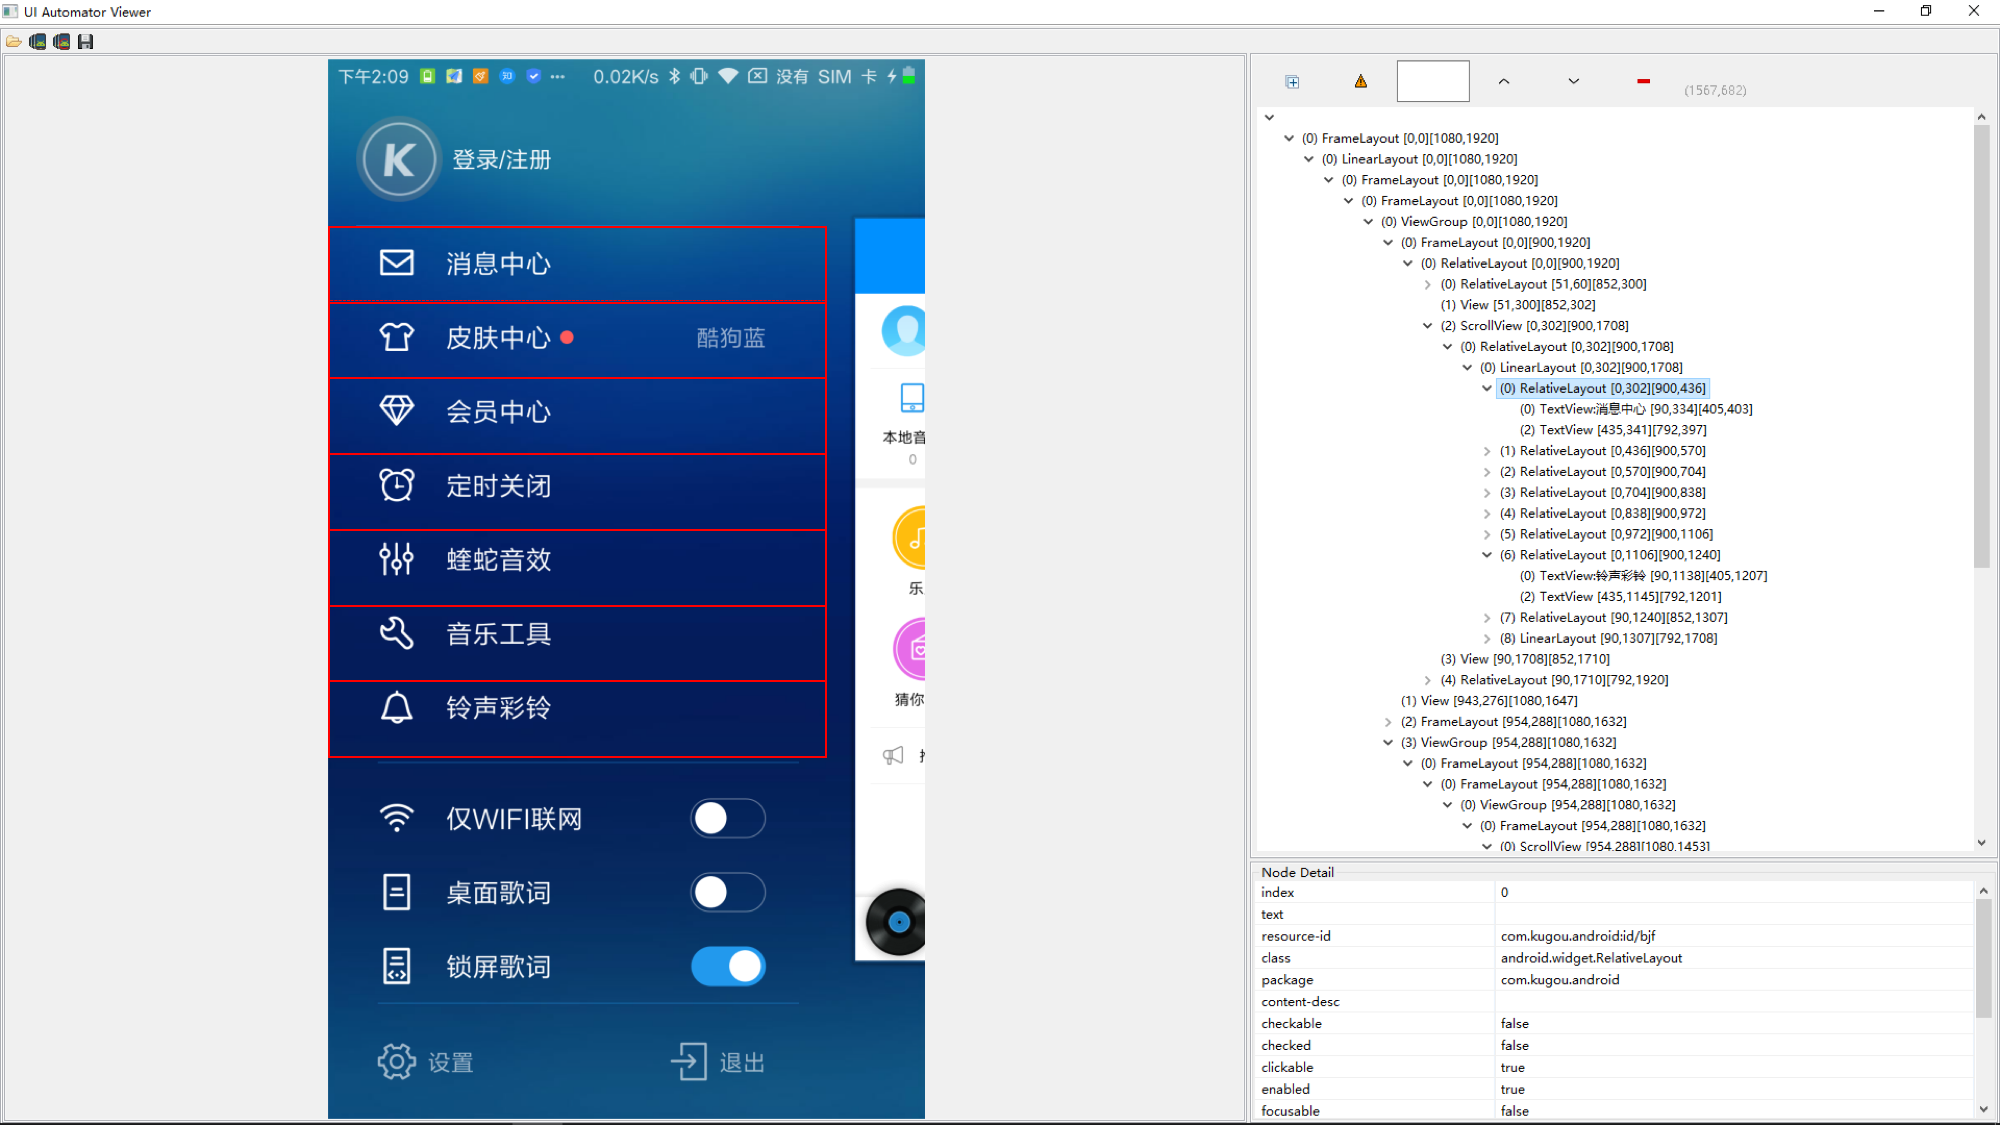 UI Automator Viewer
下午2:09 知 ··· 0.02K/s 没有 SIM 卡
K 登录/注册
消息中心
皮肤中心 酷狗蓝
会员中心
定时关闭
蝰蛇音效
音乐工具
铃声彩铃
仅WIFI联网
桌面歌词
锁屏歌词
设置 退出
本地音
0
乐
猜你
(1567,682)
(0) FrameLayout [0,0][1080,1920]
(0) LinearLayout [0,0][1080,1920]
(0) FrameLayout [0,0][1080,1920]
(0) FrameLayout [0,0][1080,1920]
(0) ViewGroup [0,0][1080,1920]
(0) FrameLayout [0,0][900,1920]
(0) RelativeLayout [0,0][900,1920]
(0) RelativeLayout [51,60][852,300]
(1) View [51,300][852,302]
(2) ScrollView [0,302][900,1708]
(0) RelativeLayout [0,302][900,1708]
(0) LinearLayout [0,302][900,1708]
(0) RelativeLayout [0,302][900,436]
(0) TextView:消息中心 [90,334][405,403]
(2) TextView [435,341][792,397]
(1) RelativeLayout [0,436][900,570]
(2) RelativeLayout [0,570][900,704]
(3) RelativeLayout [0,704][900,838]
(4) RelativeLayout [0,838][900,972]
(5) RelativeLayout [0,972][900,1106]
(6) RelativeLayout [0,1106][900,1240]
(0) TextView:铃声彩铃 [90,1138][405,1207]
(2) TextView [435,1145][792,1201]
(7) RelativeLayout [90,1240][852,1307]
(8) LinearLayout [90,1307][792,1708]
(3) View [90,1708][852,1710]
(4) RelativeLayout [90,1710][792,1920]
(1) View [943,276][1080,1647]
(2) FrameLayout [954,288][1080,1632]
(3) ViewGroup [954,288][1080,1632]
(0) FrameLayout [954,288][1080,1632]
(0) FrameLayout [954,288][1080,1632]
(0) ViewGroup [954,288][1080,1632]
(0) FrameLayout [954,288][1080,1632]
(0) ScrollView [954,288][1080,1453]
Node Detail
index 0
text
resource-id com.kugou.android:id/bjf
class android.widget.RelativeLayout
package com.kugou.android
content-desc
checkable false
checked false
clickable true
enabled true
focusable false